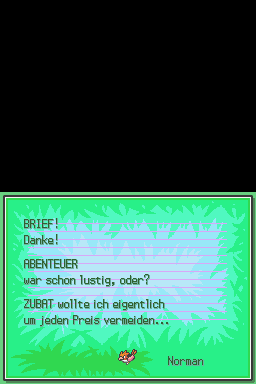 BRIEF!
Danke!
ABENTEUER
war schon lustig, oder?
ZUBAT wollte ich eigentlich
um jeden Preis vermeiden...
Norman